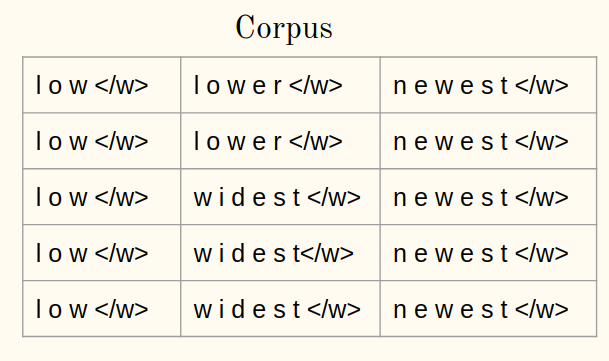 Corpus
l o w </w> l o w e r </w> n e w e s t </w>
l o w </w> l o w e r </w> n e w e s t </w>
l o w </w> w i d e s t </w> n e w e s t </w>
l o w </w> w i d e s t</w> n e w e s t </w>
l o w </w> w i d e s t </w> n e w e s t </w>